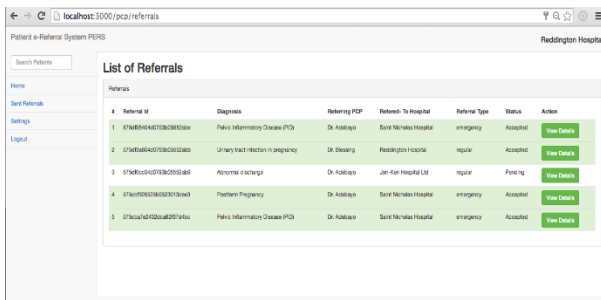 localhost:3000/pcp/referrals
Patient e-Referral System PERS
Reddington Hospital
Search Patients
List of Referrals
Home
Referrals
Sent Referrals
Settings
Logout
# Referral Id Diagnosis Referring PCP Refered- To Hospital Referral Type Status Action
1 Pelvic Inflammatory Disease (PID) Dr. Adebayo Saint Nicholas Hospital emergency Accepted View Details
2 Urinary tract infection in pregnancy Dr. Blessing Reddington Hospital regular Accepted View Details
3 Abnormal discharge Dr. Adebayo Jen-Ken Hospital Ltd regular Pending View Details
4 Postterm Pregnancy Dr. Adebayo Saint Nicholas Hospital emergency Accepted View Details
5 Pelvic Inflammatory Disease (PID) Dr. Adebayo Saint Nicholas Hospital emergency Accepted View Details